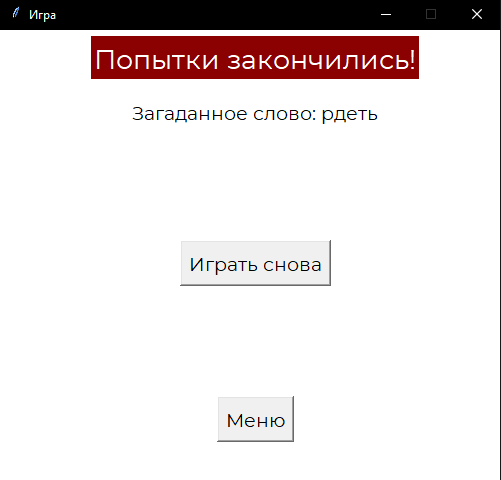 Игра
Попытки закончились!
Загаданное слово: рдеть
Играть снова
Меню